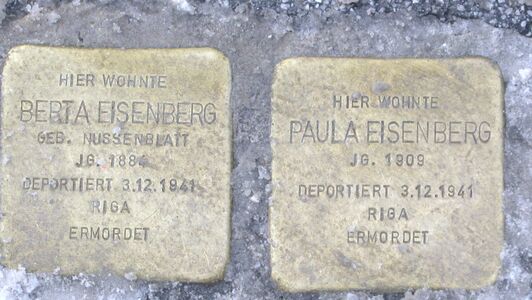 HIER WOHNTE
BERTA EISENBERG
GEB. NUSSENBLATT
JG. 1884
DEPORTIERT 3.12.1941
RIGA
ERMORDET
HIER WOHNTE
PAULA EISENBERG
JG. 1909
DEPORTIERT 3.12.1941
RIGA
ERMORDET